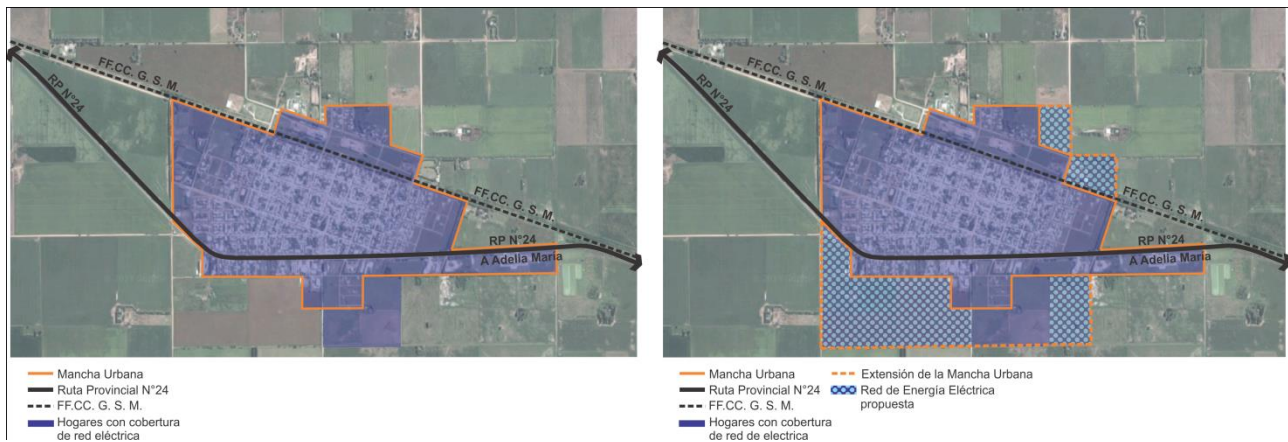 FF.CC. G. S. M.
RP N°24
FF.CC. G. S. M.
RP N°24
A Adelia María
Mancha Urbana
Ruta Provincial N°24
FF.CC. G. S. M.
Hogares con cobertura
de red eléctrica
FF.CC. G. S. M.
RP N°24
FF.CC. G. S. M.
RP N°24
A Adelia María
Mancha Urbana
Ruta Provincial N°24
FF.CC. G. S. M.
Hogares con cobertura
de red de electrica
Extensión de la Mancha Urbana
Red de Energía Eléctrica
propuesta